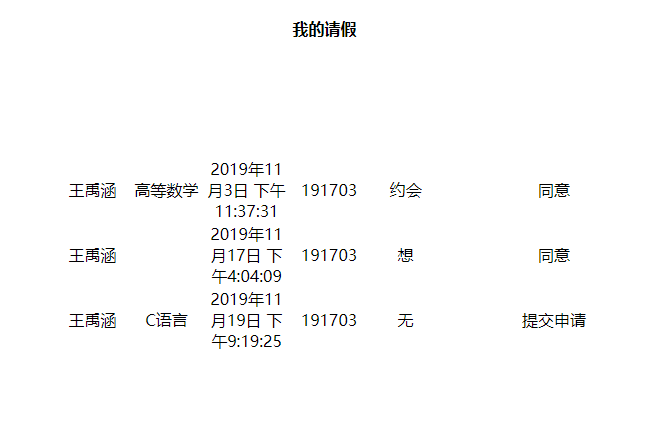 我的请假
2019年11
王禹涵 高等数学 月3日 下午 191703 约会 同意
11:37:31
2019年11
王禹涵 月17日 下 191703 想 同意
午4:04:09
2019年11
王禹涵 C语言 月19日 下 191703 无 提交申请
午9:19:25